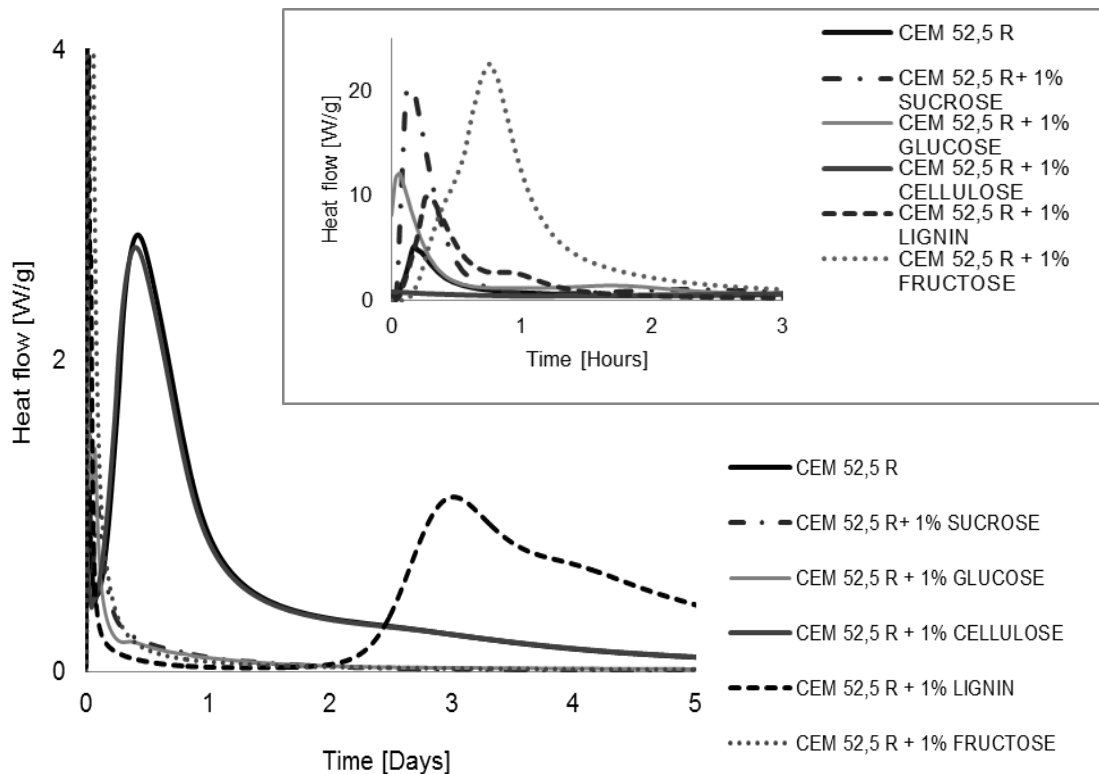 4
2
0
Heat flow [W/g]
0 1 2 3 4 5
Time [Days]
20
10
0
Heat flow [W/g]
0 1 2 3
Time [Hours]
CEM 52,5 R
CEM 52,5 R+ 1%
SUCROSE
CEM 52,5 R + 1%
GLUCOSE
CEM 52,5 R + 1%
CELLULOSE
CEM 52,5 R + 1%
LIGNIN
CEM 52,5 R + 1%
FRUCTOSE
CEM 52,5 R
CEM 52,5 R+ 1% SUCROSE
CEM 52,5 R + 1% GLUCOSE
CEM 52,5 R + 1% CELLULOSE
CEM 52,5 R + 1% LIGNIN
CEM 52,5 R + 1% FRUCTOSE